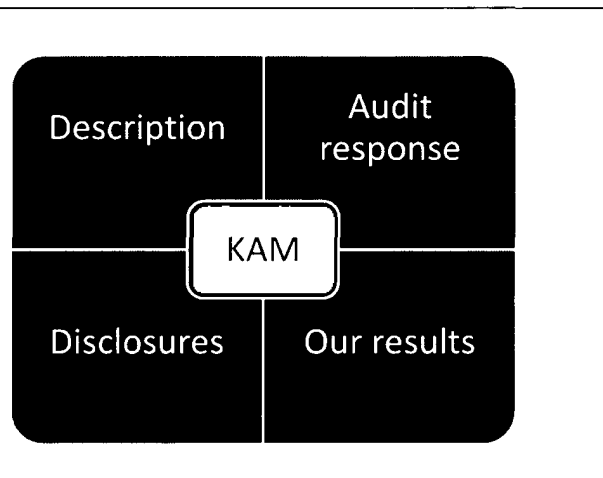 Description
Audit
response
KAM
Disclosures
Our results